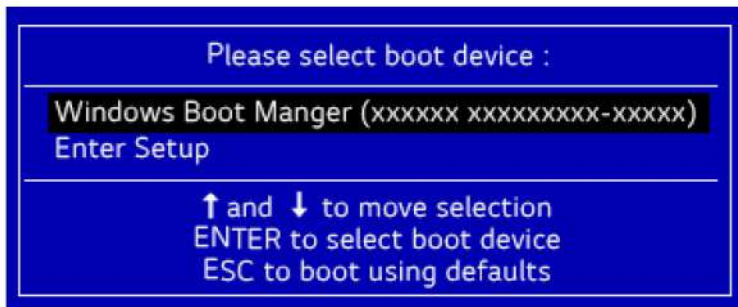 Please select boot device :
Windows Boot Manger (xxxxxx xxxxxxxxx-xxxxx)
Enter Setup
↑ and ↓ to move selection
ENTER to select boot device
ESC to boot using defaults